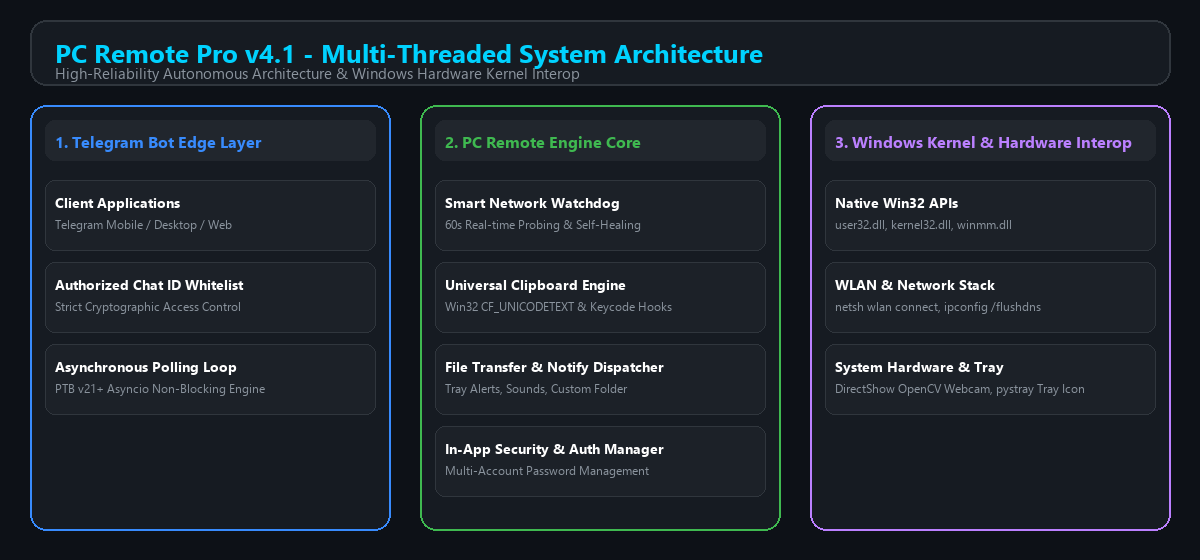 PC Remote Pro v4.1 - Multi-Threaded System Architecture
High-Reliability Autonomous Architecture & Windows Hardware Kernel Interop
1. Telegram Bot Edge Layer
Client Applications
Telegram Mobile / Desktop / Web
Authorized Chat ID Whitelist
Strict Cryptographic Access Control
Asynchronous Polling Loop
PTB v21+ Asyncio Non-Blocking Engine
2. PC Remote Engine Core
Smart Network Watchdog
60s Real-time Probing & Self-Healing
Universal Clipboard Engine
Win32 CF_UNICODETEXT & Keycode Hooks
File Transfer & Notify Dispatcher
Tray Alerts, Sounds, Custom Folder
In-App Security & Auth Manager
Multi-Account Password Management
3. Windows Kernel & Hardware Interop
Native Win32 APIs
user32.dll, kernel32.dll, winmm.dll
WLAN & Network Stack
netsh wlan connect, ipconfig /flushdns
System Hardware & Tray
DirectShow OpenCV Webcam, pystray Tray Icon